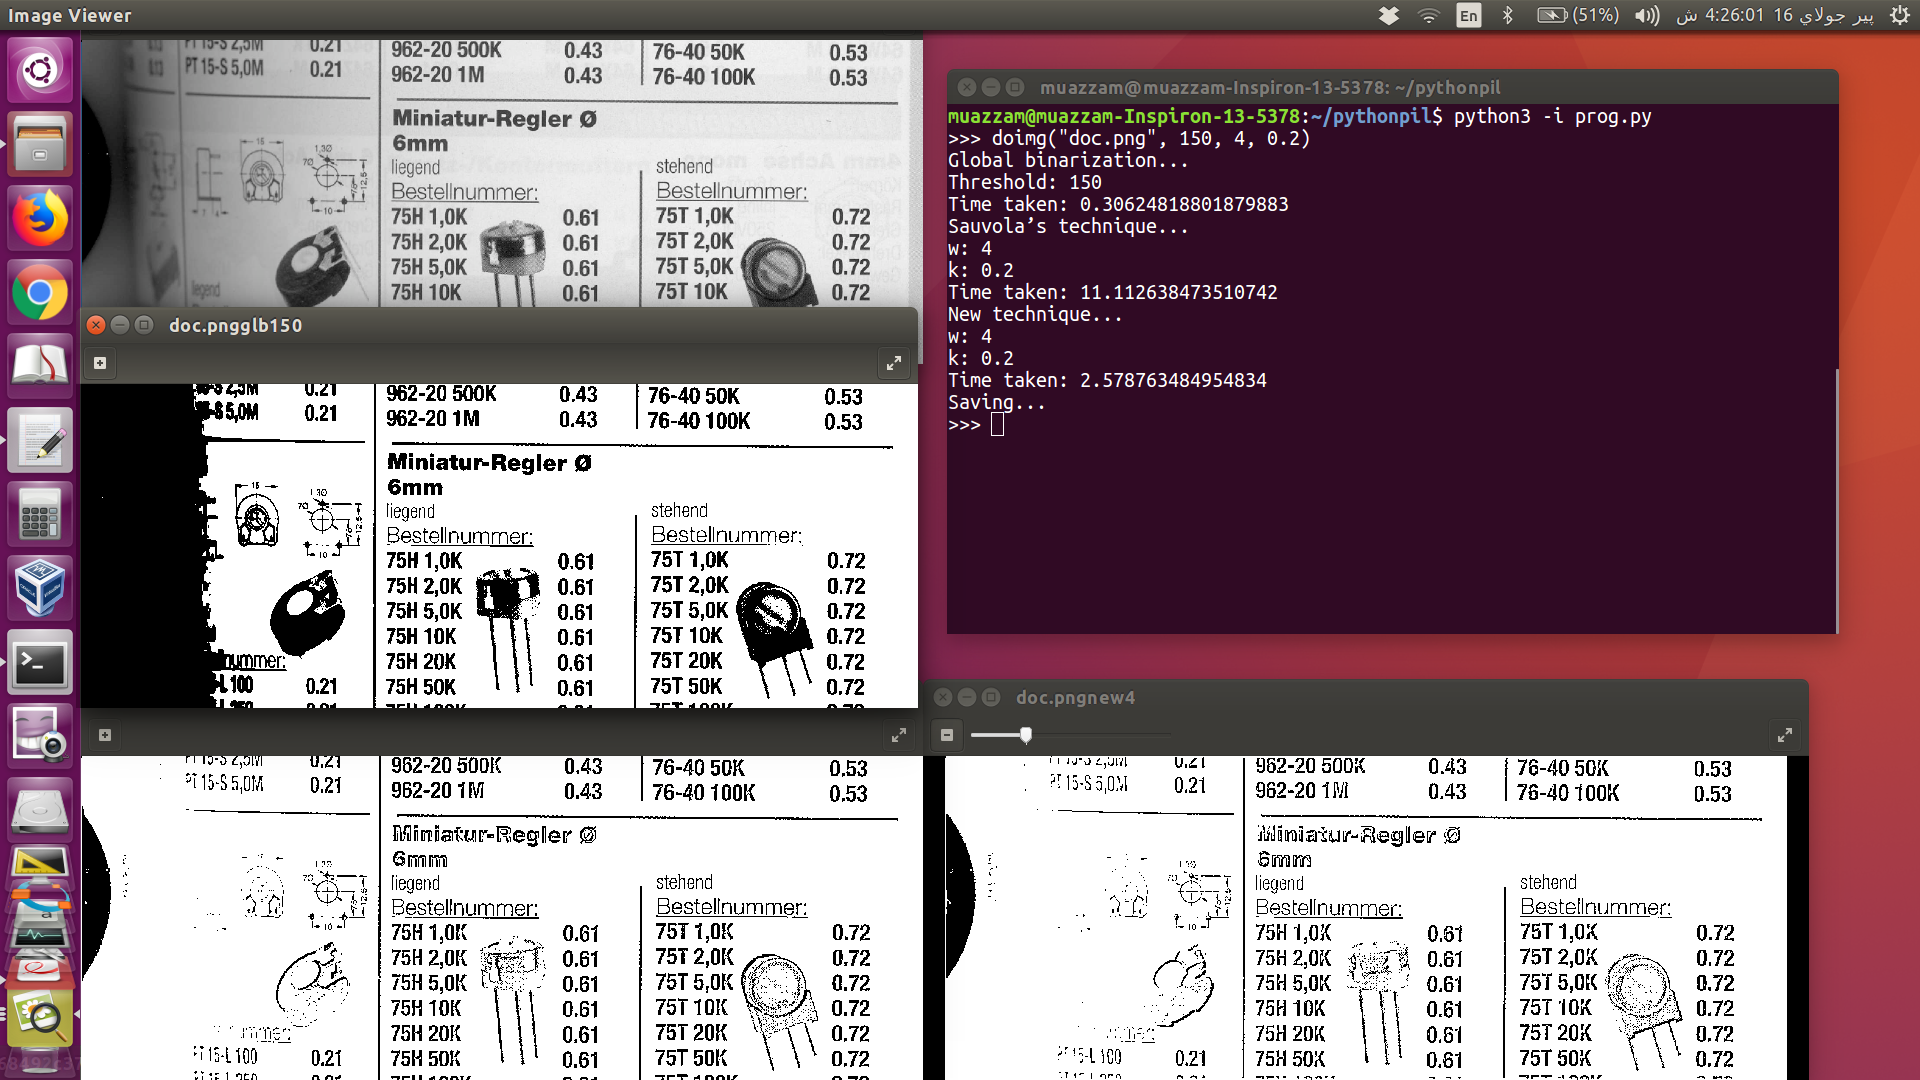 Image Viewer
En
(51%)
پير جولاي 16 4:26:01 ش
PT 15-S 2,5M 0.21
PT 15-S 5,0M 0.21
962-20 500K 0.43
962-20 1M 0.43
76-40 50K 0.53
76-40 100K 0.53
Miniatur-Regler Ø
6mm
liegend
Bestellnummer:
75H 1,0K 0.61
75H 2,0K 0.61
75H 5,0K 0.61
75H 10K 0.61
stehend
Bestellnummer:
75T 1,0K 0.72
75T 2,0K 0.72
75T 5,0K 0.72
75T 10K 0.72
muazzam@muazzam-Inspiron-13-5378: ~/pythonpil
muazzam@muazzam-Inspiron-13-5378:~/pythonpil$ python3 -i prog.py
>>> doimg("doc.png", 150, 4, 0.2)
Global binarization...
Threshold: 150
Time taken: 0.30624818801879883
Sauvola’s technique...
w: 4
k: 0.2
Time taken: 11.112638473510742
New technique...
w: 4
k: 0.2
Time taken: 2.578763484954834
Saving...
>>>
doc.pngglb150
-S 2,5M 0.21
-S 5,0M 0.21
962-20 500K 0.43
962-20 1M 0.43
76-40 50K 0.53
76-40 100K 0.53
Miniatur-Regler Ø
6mm
liegend
Bestellnummer:
75H 1,0K 0.61
75H 2,0K 0.61
75H 5,0K 0.61
75H 10K 0.61
75H 20K 0.61
75H 50K 0.61
stehend
Bestellnummer:
75T 1,0K 0.72
75T 2,0K 0.72
75T 5,0K 0.72
75T 10K 0.72
75T 20K 0.72
75T 50K 0.72
nummer:
-L 100 0.21
PT 15-S 2,5M 0.21
PT 15-S 5,0M 0.21
962-20 500K 0.43
962-20 1M 0.43
76-40 50K 0.53
76-40 100K 0.53
Miniatur-Regler Ø
6mm
liegend
Bestellnummer:
75H 1,0K 0.61
75H 2,0K 0.61
75H 5,0K 0.61
75H 10K 0.61
75H 20K 0.61
75H 50K 0.61
stehend
Bestellnummer:
75T 1,0K 0.72
75T 2,0K 0.72
75T 5,0K 0.72
75T 10K 0.72
75T 20K 0.72
75T 50K 0.72
PT 15-L 100 0.21
doc.pngnew4
PT 15-S 2,5M 0.21
PT 15-S 5,0M 0.21
962-20 500K 0.43
962-20 1M 0.43
76-40 50K 0.53
76-40 100K 0.53
Miniatur-Regler Ø
6mm
liegend
Bestellnummer:
75H 1,0K 0.61
75H 2,0K 0.61
75H 5,0K 0.61
75H 10K 0.61
75H 20K 0.61
75H 50K 0.61
stehend
Bestellnummer:
75T 1,0K 0.72
75T 2,0K 0.72
75T 5,0K 0.72
75T 10K 0.72
75T 20K 0.72
75T 50K 0.72
PT 15-L 100 0.21